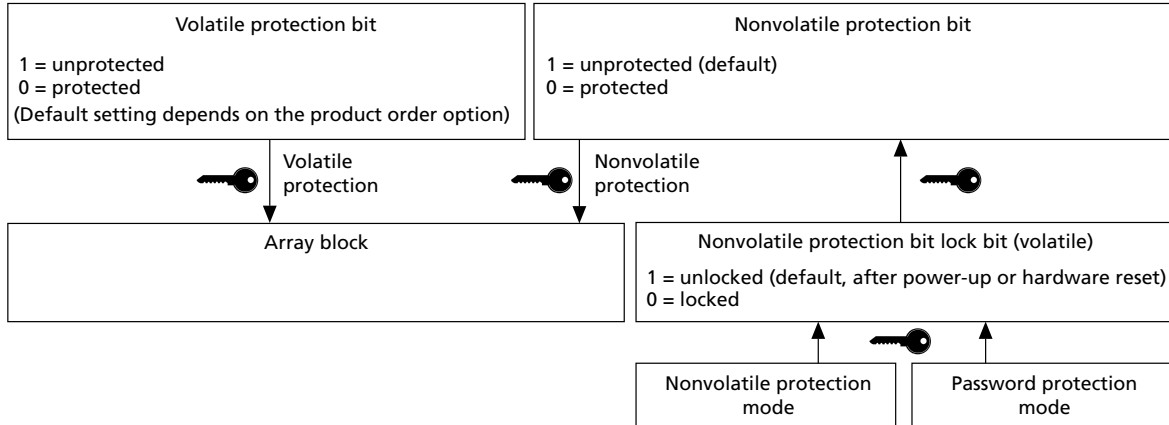 Volatile protection bit
1 = unprotected
0 = protected
(Default setting depends on the product order option)
Nonvolatile protection bit
1 = unprotected (default)
0 = protected
Volatile
protection
Nonvolatile
protection
Array block
Nonvolatile protection bit lock bit (volatile)
1 = unlocked (default, after power-up or hardware reset)
0 = locked
Nonvolatile protection
mode
Password protection
mode